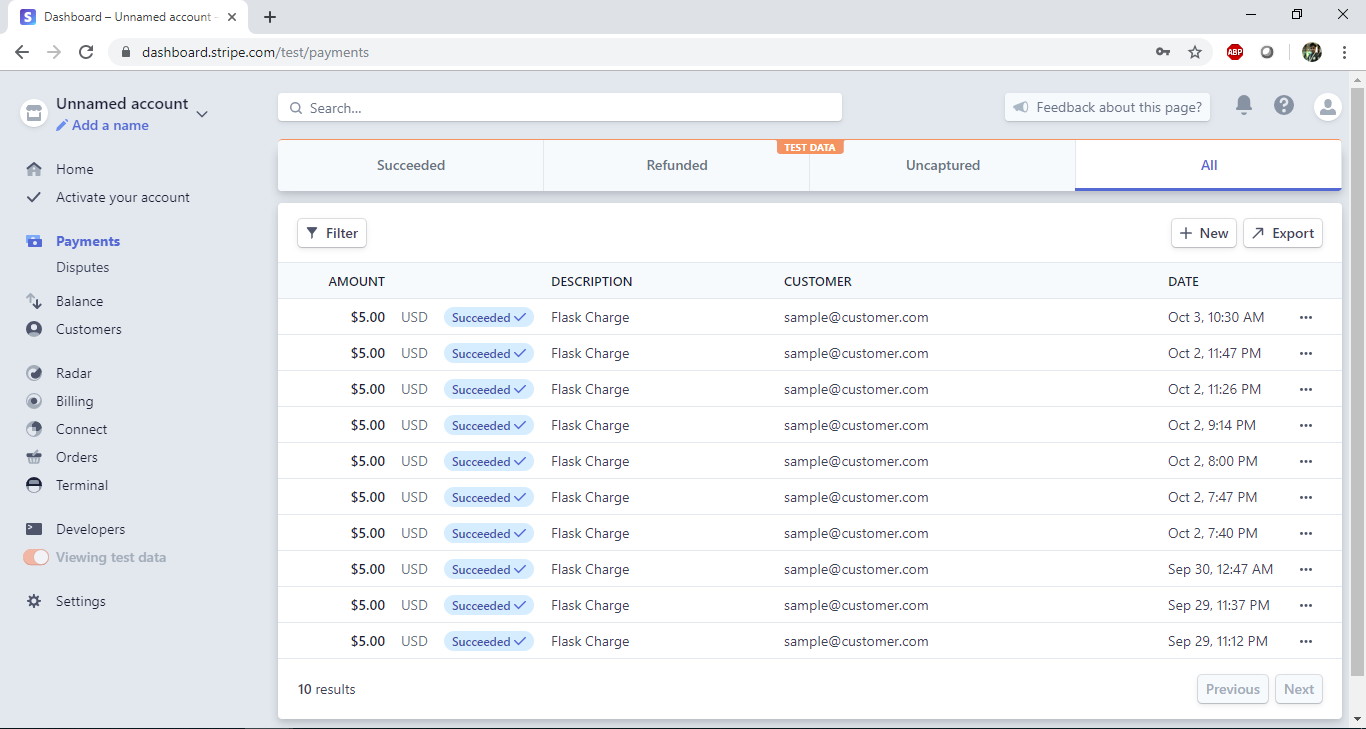 Dashboard – Unnamed account -
dashboard.stripe.com/test/payments
ABP
Unnamed account
Add a name
Search...
Feedback about this page?
Home
Activate your account
Payments
Disputes
Balance
Customers
Radar
Billing
Connect
Orders
Terminal
Developers
Viewing test data
Settings
TEST DATA
Succeeded Refunded Uncaptured All
Filter New Export
AMOUNT DESCRIPTION CUSTOMER DATE
$5.00 USD Succeeded Flask Charge sample@customer.com Oct 3, 10:30 AM
$5.00 USD Succeeded Flask Charge sample@customer.com Oct 2, 11:47 PM
$5.00 USD Succeeded Flask Charge sample@customer.com Oct 2, 11:26 PM
$5.00 USD Succeeded Flask Charge sample@customer.com Oct 2, 9:14 PM
$5.00 USD Succeeded Flask Charge sample@customer.com Oct 2, 8:00 PM
$5.00 USD Succeeded Flask Charge sample@customer.com Oct 2, 7:47 PM
$5.00 USD Succeeded Flask Charge sample@customer.com Oct 2, 7:40 PM
$5.00 USD Succeeded Flask Charge sample@customer.com Sep 30, 12:47 AM
$5.00 USD Succeeded Flask Charge sample@customer.com Sep 29, 11:37 PM
$5.00 USD Succeeded Flask Charge sample@customer.com Sep 29, 11:12 PM
10 results Previous Next